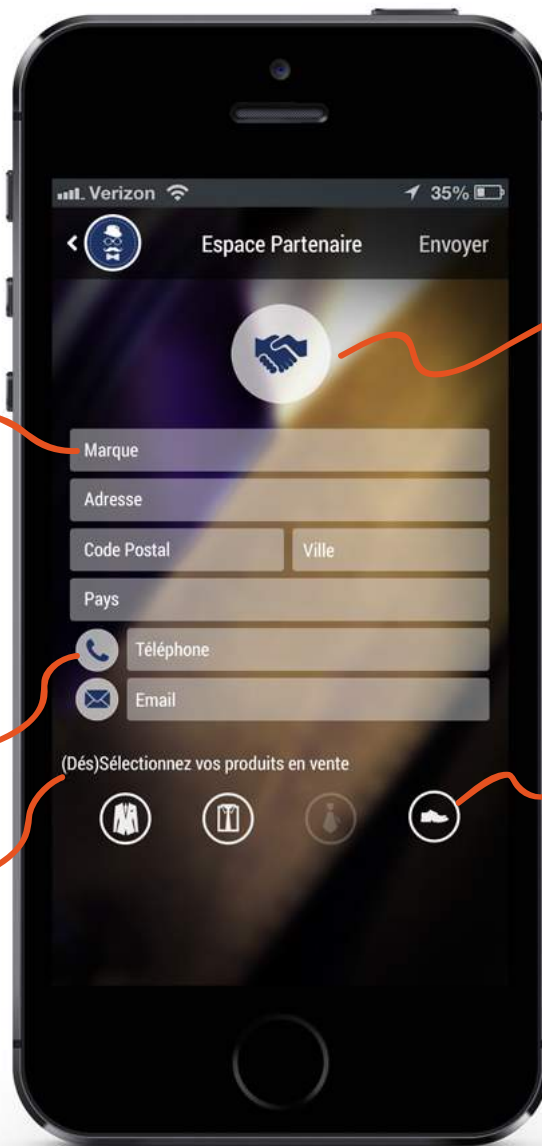 Verizon 35%
Espace Partenaire Envoyer
Marque
Adresse
Code Postal Ville
Pays
Téléphone
Email
(Dés)Sélectionnez vos produits en vente